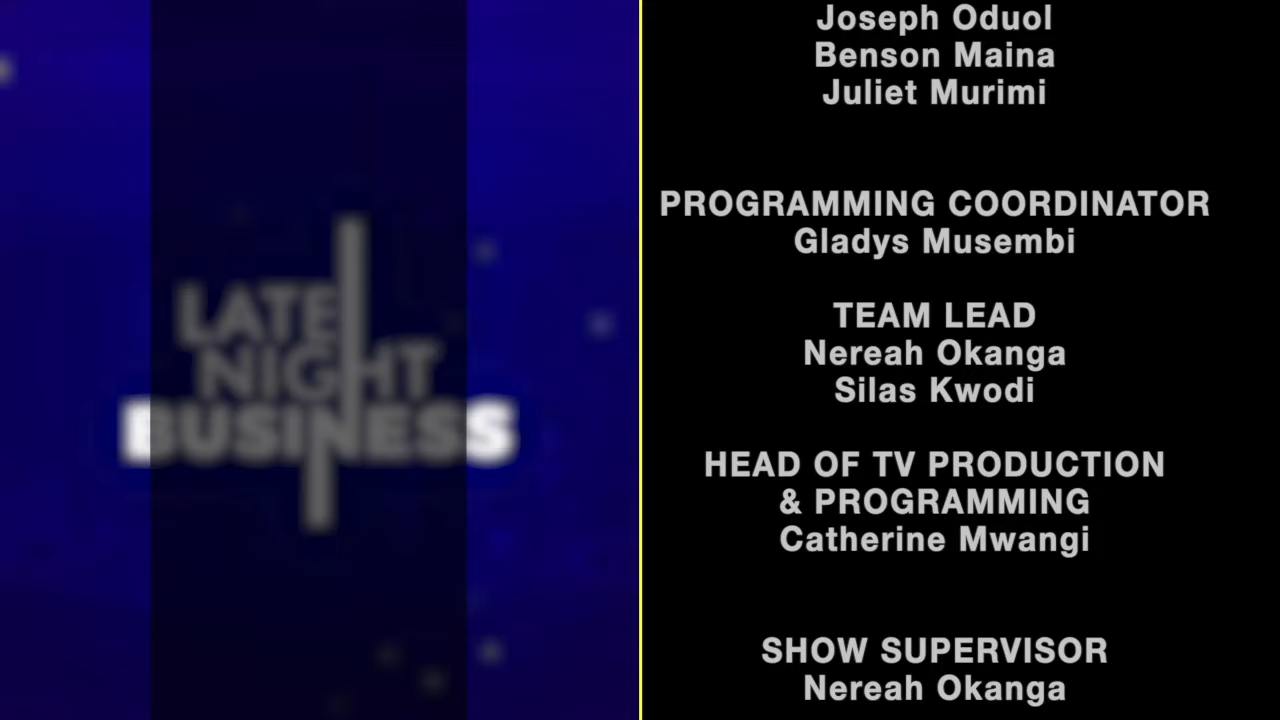 LATE
NIGHT
BUSINESS
Joseph Oduol
Benson Maina
Juliet Murimi
PROGRAMMING COORDINATOR
Gladys Musembi
TEAM LEAD
Nereah Okanga
Silas Kwodi
HEAD OF TV PRODUCTION
& PROGRAMMING
Catherine Mwangi
SHOW SUPERVISOR
Nereah Okanga